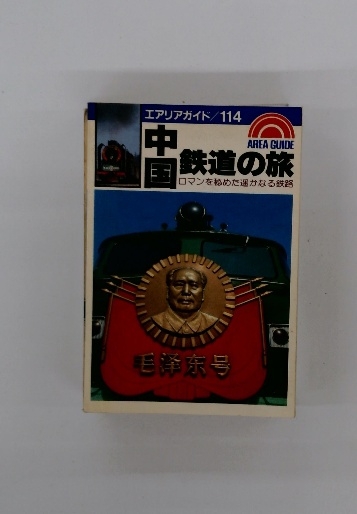 エアリアガイド／114
AREA GUIDE
中国鉄道の旅
ロマンを秘めた遥かなる鉄路
毛泽东号